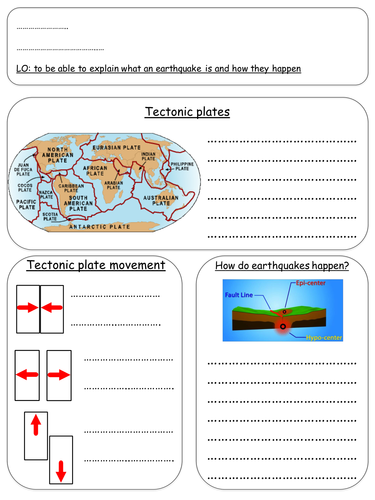 LO: to be able to explain what an earthquake is and how they happen
Tectonic plates
NORTH
AMERICAN
PLATE
EURASIAN PLATE
JUAN
DE FUCA
PLATE
COCOS
PLATE
CARIBBEAN
PLATE
AFRICAN
PLATE
ARABIAN
PLATE
INDIAN
PLATE
PHILIPPINE
PLATE
PACIFIC
PLATE
NAZCA
PLATE
SOUTH
AMERICAN
PLATE
AUSTRALIAN
PLATE
SCOTIA
PLATE
ANTARCTIC PLATE
Tectonic plate movement
How do earthquakes happen?
Epi-center
Fault Line
Hypo-center